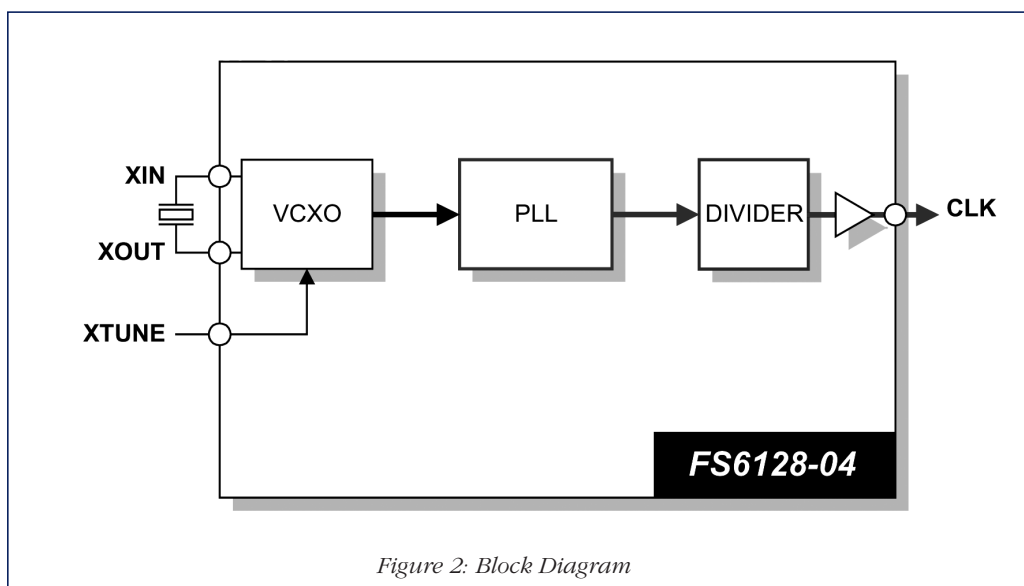 XIN
XOUT
XTUNE
VCXO
PLL
DIVIDER
CLK
FS6128-04
Figure 2: Block Diagram